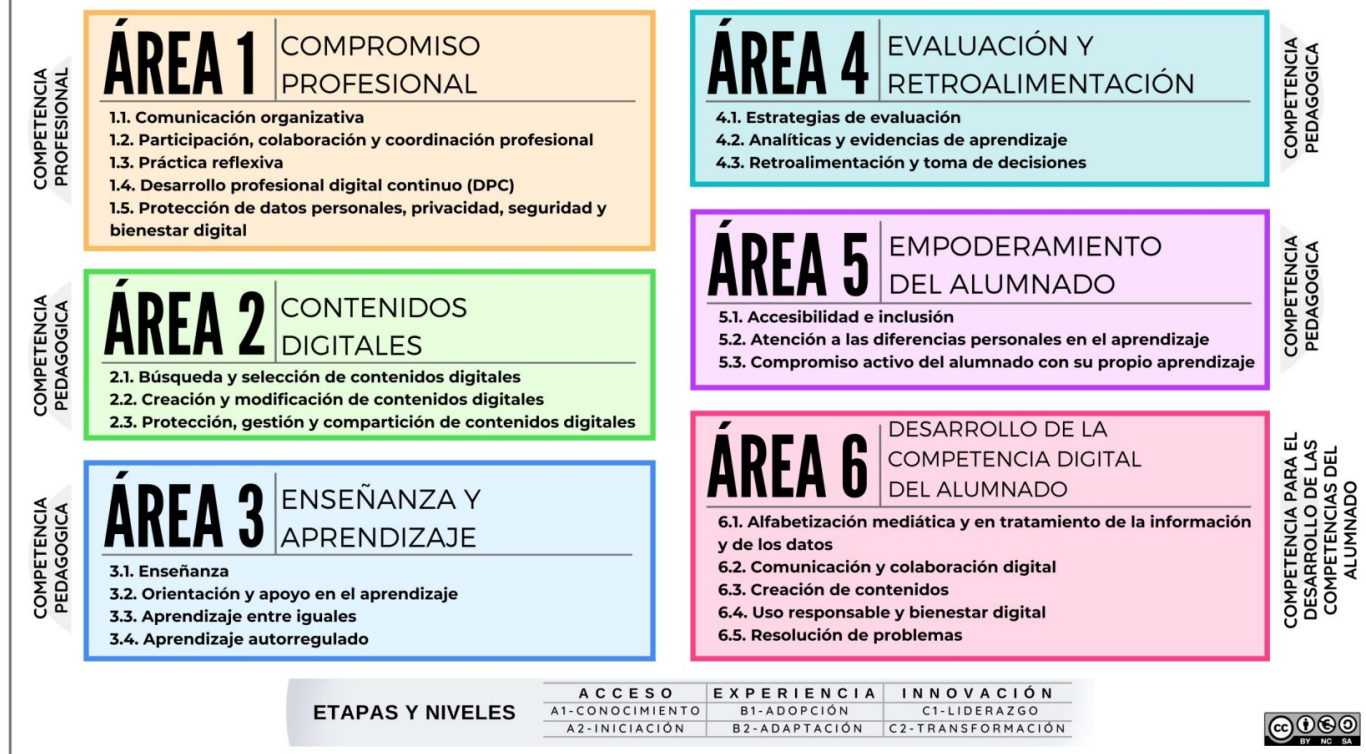 COMPETENCIA
PROFESIONAL
ÁREA 1
COMPROMISO
PROFESIONAL
1.1. Comunicación organizativa
1.2. Participación, colaboración y coordinación profesional
1.3. Práctica reflexiva
1.4. Desarrollo profesional digital continuo (DPC)
1.5. Protección de datos personales, privacidad, seguridad y
bienestar digital
COMPETENCIA
PEDAGOGICA
ÁREA 2
CONTENIDOS
DIGITALES
2.1. Búsqueda y selección de contenidos digitales
2.2. Creación y modificación de contenidos digitales
2.3. Protección, gestión y compartición de contenidos digitales
COMPETENCIA
PEDAGOGICA
ÁREA 3
ENSEÑANZA Y
APRENDIZAJE
3.1. Enseñanza
3.2. Orientación y apoyo en el aprendizaje
3.3. Aprendizaje entre iguales
3.4. Aprendizaje autorregulado
ÁREA 4
EVALUACIÓN Y
RETROALIMENTACIÓN
4.1. Estrategias de evaluación
4.2. Analíticas y evidencias de aprendizaje
4.3. Retroalimentación y toma de decisiones
COMPETENCIA
PEDAGOGICA
ÁREA 5
EMPODERAMIENTO
DEL ALUMNADO
5.1. Accesibilidad e inclusión
5.2. Atención a las diferencias personales en el aprendizaje
5.3. Compromiso activo del alumnado con su propio aprendizaje
COMPETENCIA
PEDAGOGICA
ÁREA 6
DESARROLLO DE LA
COMPETENCIA DIGITAL
DEL ALUMNADO
6.1. Alfabetización mediática y en tratamiento de la información
y de los datos
6.2. Comunicación y colaboración digital
6.3. Creación de contenidos
6.4. Uso responsable y bienestar digital
6.5. Resolución de problemas
COMPETENCIA PARA EL
DESARROLLO DE LAS
COMPETENCIAS DEL
ALUMNADO
ETAPAS Y NIVELES
ACCESO EXPERIENCIA INNOVACIÓN
A1-CONOCIMIENTO B1-ADOPCIÓN C1-LIDERAZGO
A2-INICIACIÓN B2-ADAPTACIÓN C2-TRANSFORMACIÓN
cc
BY NC SA